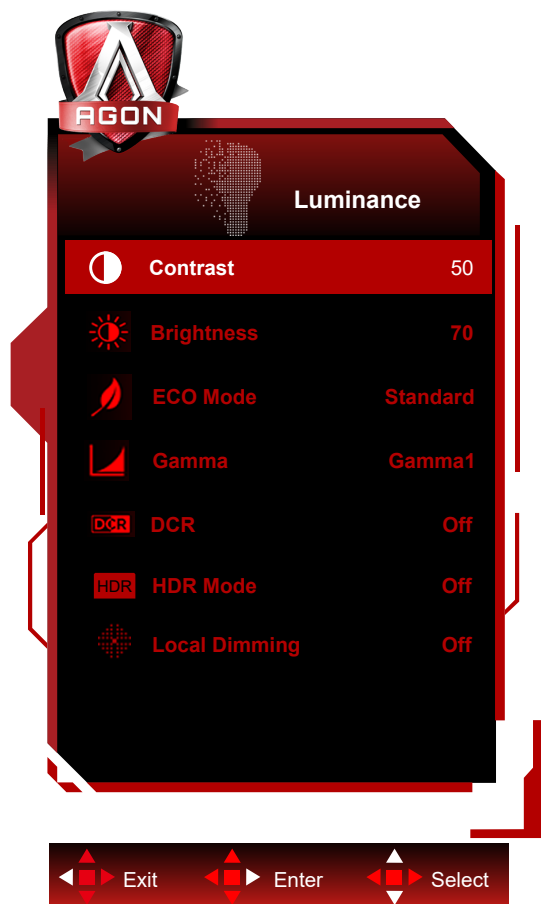 AGON
Luminance
Contrast 50
Brightness 70
ECO Mode Standard
Gamma Gamma1
DCR DCR Off
HDR HDR Mode Off
Local Dimming Off
Exit Enter Select